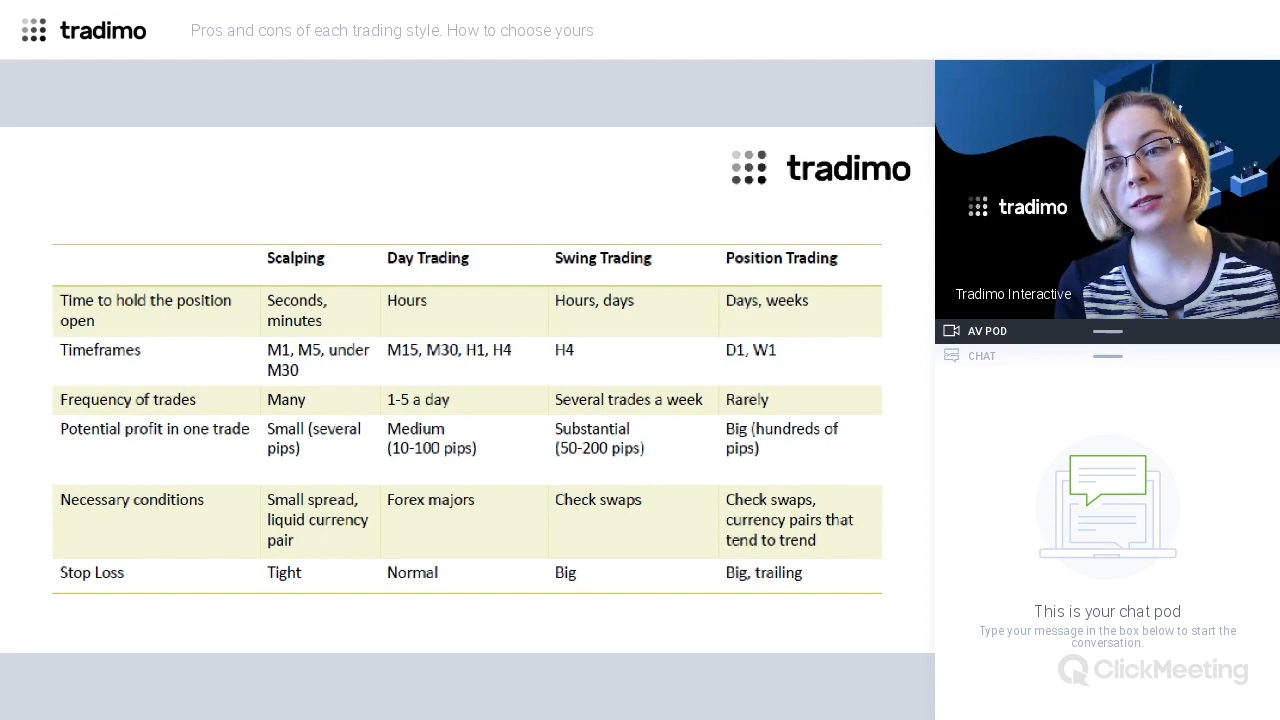 tradimo
Pros and cons of each trading style. How to choose yours
tradimo
Scalping Day Trading Swing Trading Position Trading
Time to hold the position open Seconds, minutes Hours Hours, days Days, weeks
Timeframes M1, M5, under M30 M15, M30, H1, H4 H4 D1, W1
Frequency of trades Many 1-5 a day Several trades a week Rarely
Potential profit in one trade Small (several pips) Medium (10-100 pips) Substantial (50-200 pips) Big (hundreds of pips)
Necessary conditions Small spread, liquid currency pair Forex majors Check swaps Check swaps, currency pairs that tend to trend
Stop Loss Tight Normal Big Big, trailing
tradimo
Tradimo Interactive
AV POD
CHAT
This is your chat pod
Type your message in the box below to start the
conversation.
ClickMeeting